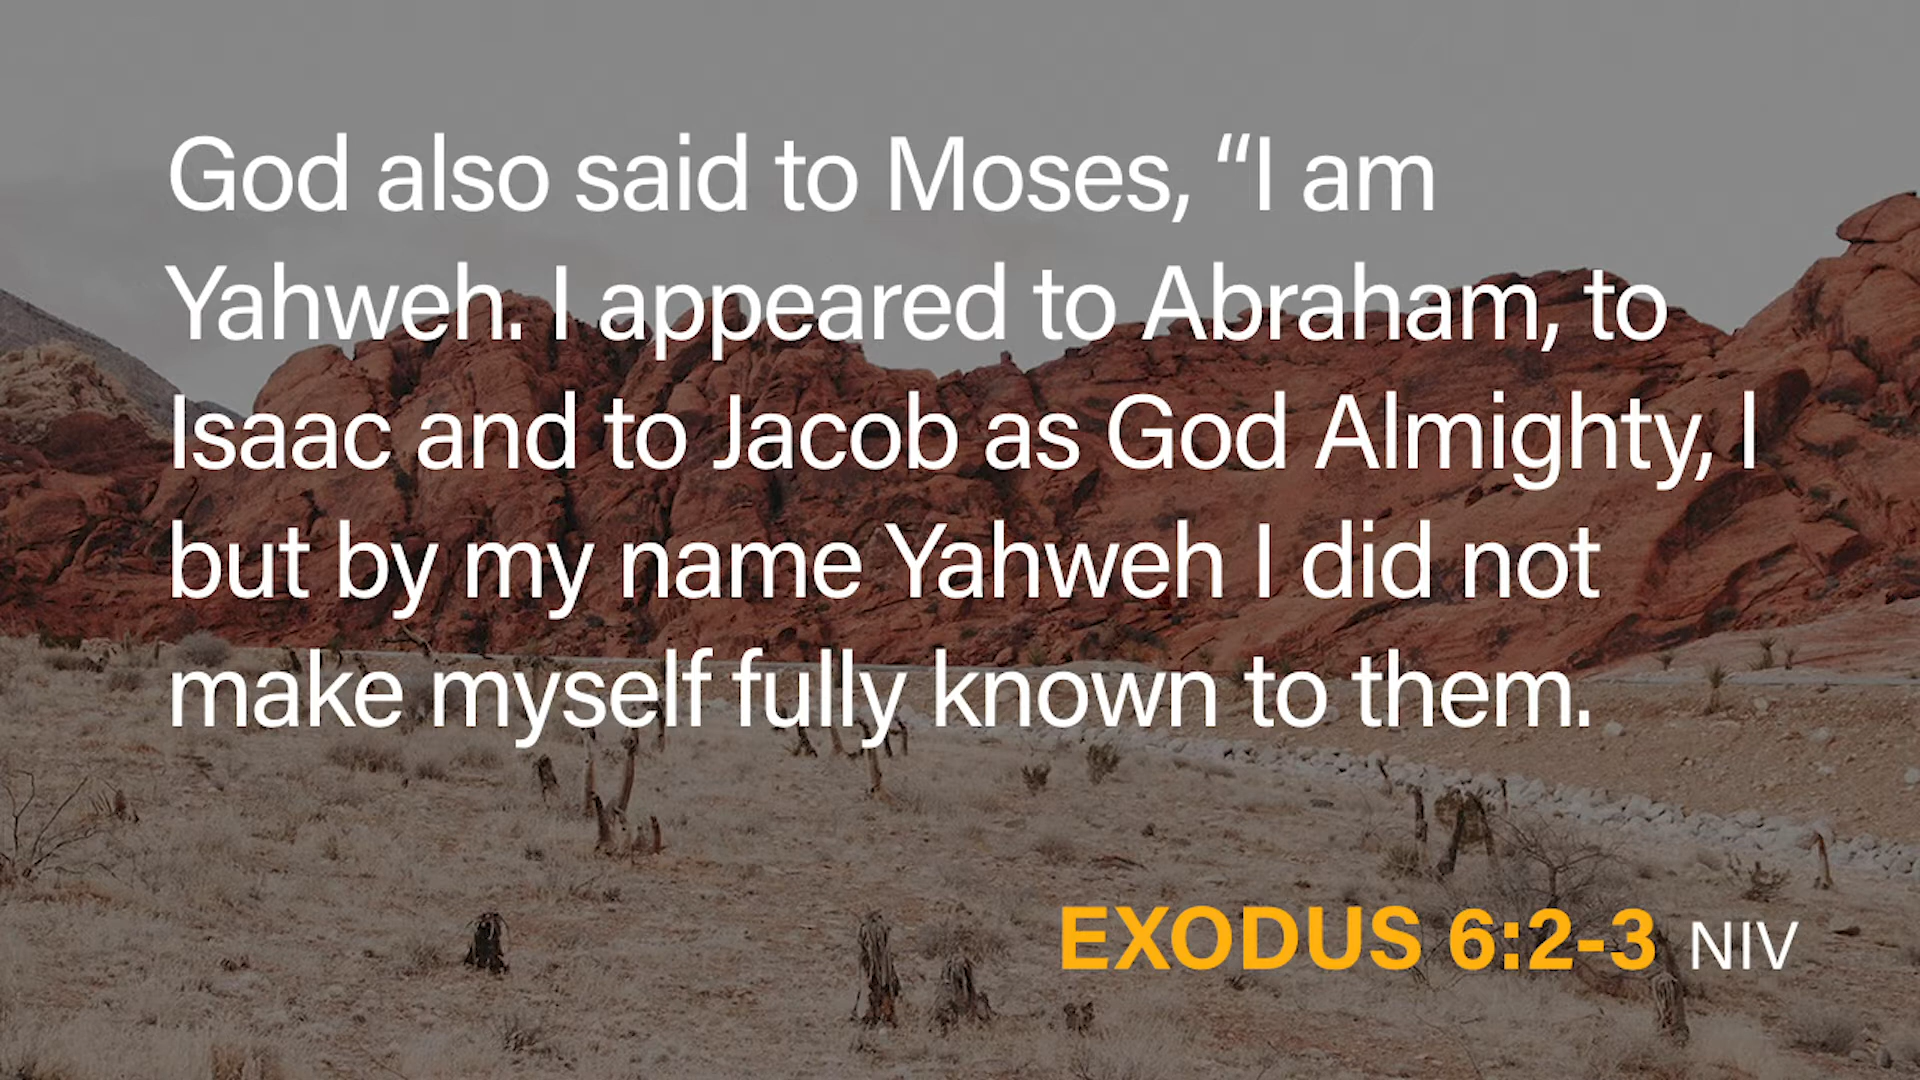 God also said to Moses, “I am
Yahweh. I appeared to Abraham, to
Isaac and to Jacob as God Almighty, I
but by my name Yahweh I did not
make myself fully known to them.
EXODUS 6:2-3 NIV